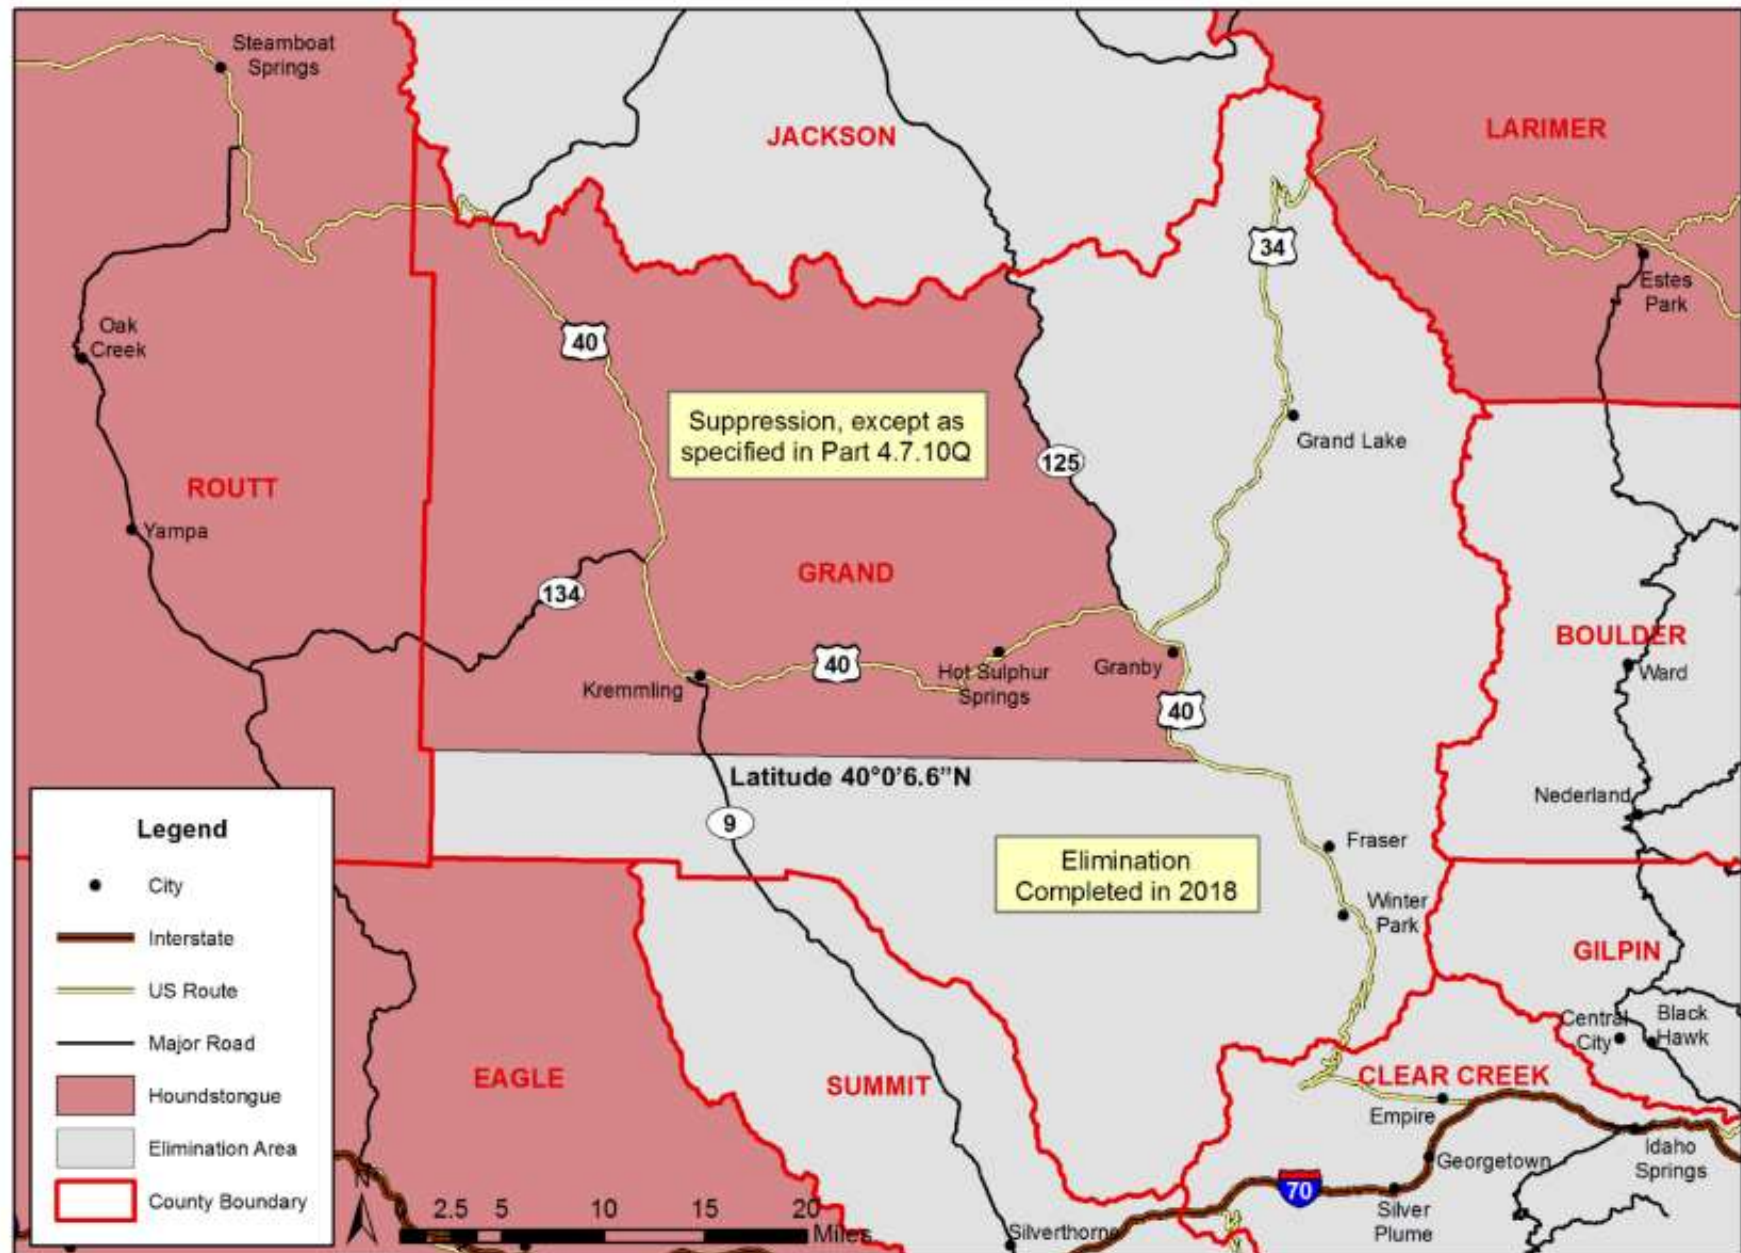 Steamboat
Springs
JACKSON
LARIMER
34
Estes
Park
Oak
Creek
40
Suppression, except as
specified in Part 4.7.10Q
Grand Lake
125
ROUTT
Yampa
GRAND
134
BOULDER
Ward
40
Hot Sulphur
Springs
Granby
Kremmling
40
Latitude 40°0'6.6"N
9
Nederland
Fraser
Elimination
Completed in 2018
Winter
Park
GILPIN
Central
City
Black
Hawk
EAGLE
SUMMIT
CLEAR CREEK
Empire
Idaho
Springs
Georgetown
70
Silver
Plume
Silverthorne
Legend
City
Interstate
US Route
Major Road
Houndstongue
Elimination Area
County Boundary
N
2.5 5 10 15 20
Miles